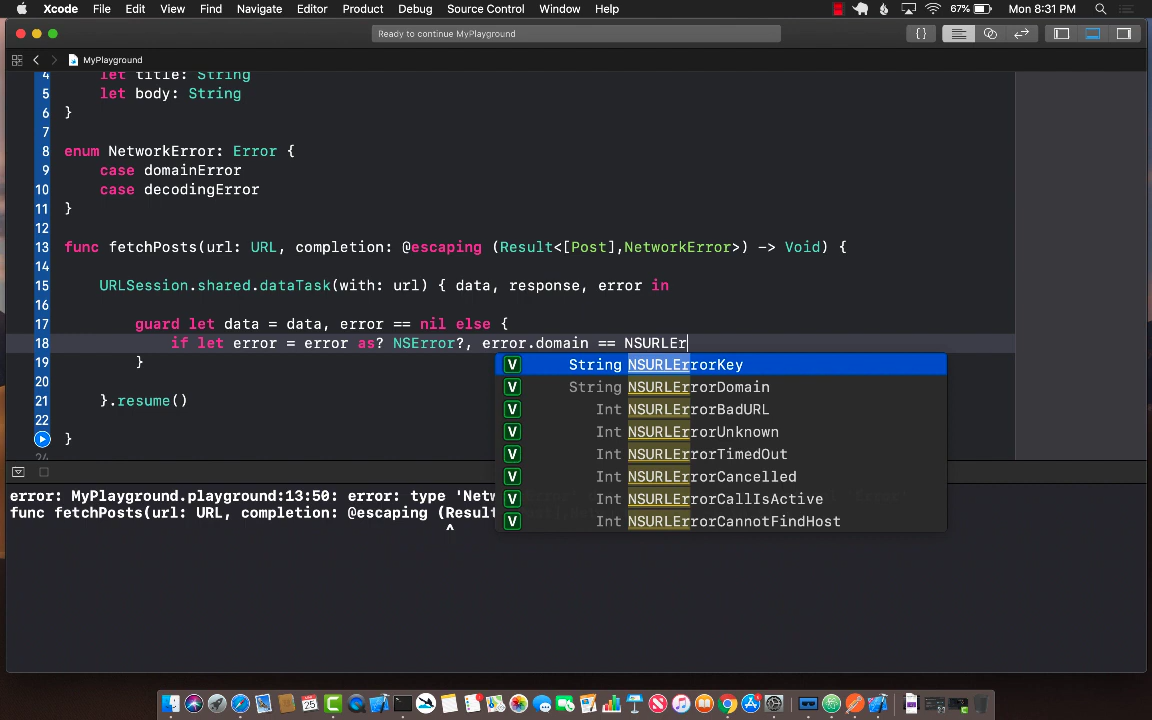 Xcode File Edit View Find Navigate Editor Product Debug Source Control Window Help 67% Mon 8:31 PM
Ready to continue MyPlayground
MyPlayground
4 let title: String
5 let body: String
6 }
7
8 enum NetworkError: Error {
9 case domainError
10 case decodingError
11 }
12
13 func fetchPosts(url: URL, completion: @escaping (Result<[Post],NetworkError>) -> Void) {
14
15 URLSession.shared.dataTask(with: url) { data, response, error in
16
17 guard let data = data, error == nil else {
18 if let error = error as? NSError?, error.domain == NSURLEr
String NSURLErrorKey
19 }
String NSURLErrorDomain
20
21 }.resume()
Int NSURLErrorBadURL
22
Int NSURLErrorUnknown
23 }
Int NSURLErrorTimedOut
24
Int NSURLErrorCancelled
error: MyPlayground.playground:13:50: error: type 'Netw
Int NSURLErrorCallIsActive
func fetchPosts(url: URL, completion: @escaping (Result
Int NSURLErrorCannotFindHost
^